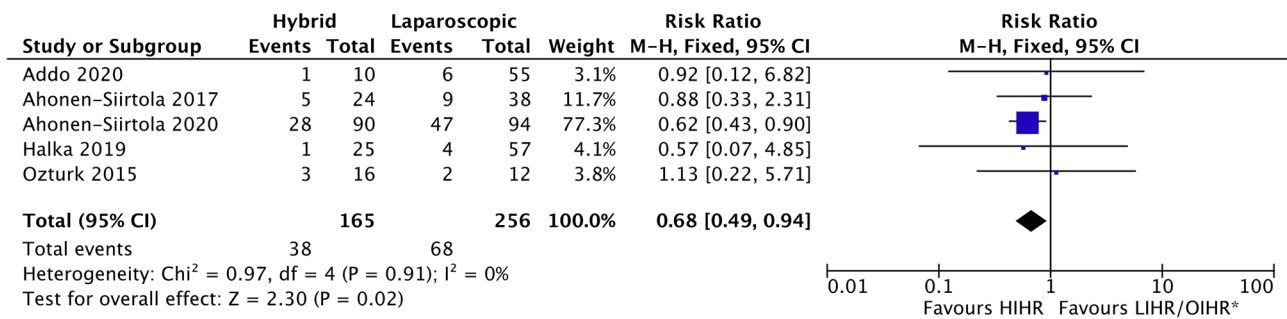 Hybrid Laparoscopic Risk Ratio Risk Ratio
Study or Subgroup Events Total Events Total Weight M-H, Fixed, 95% CI M-H, Fixed, 95% CI
Addo 2020 1 10 6 55 3.1% 0.92 [0.12, 6.82]
Ahonen-Siirtola 2017 5 24 9 38 11.7% 0.88 [0.33, 2.31]
Ahonen-Siirtola 2020 28 90 47 94 77.3% 0.62 [0.43, 0.90]
Halka 2019 1 25 4 57 4.1% 0.57 [0.07, 4.85]
Ozturk 2015 3 16 2 12 3.8% 1.13 [0.22, 5.71]
Total (95% CI) 165 256 100.0% 0.68 [0.49, 0.94]
Total events 38 68
Heterogeneity: Chi² = 0.97, df = 4 (P = 0.91); I² = 0%
Test for overall effect: Z = 2.30 (P = 0.02)
0.01 0.1 1 10 100
Favours HIHR Favours LIHR/OIHR*